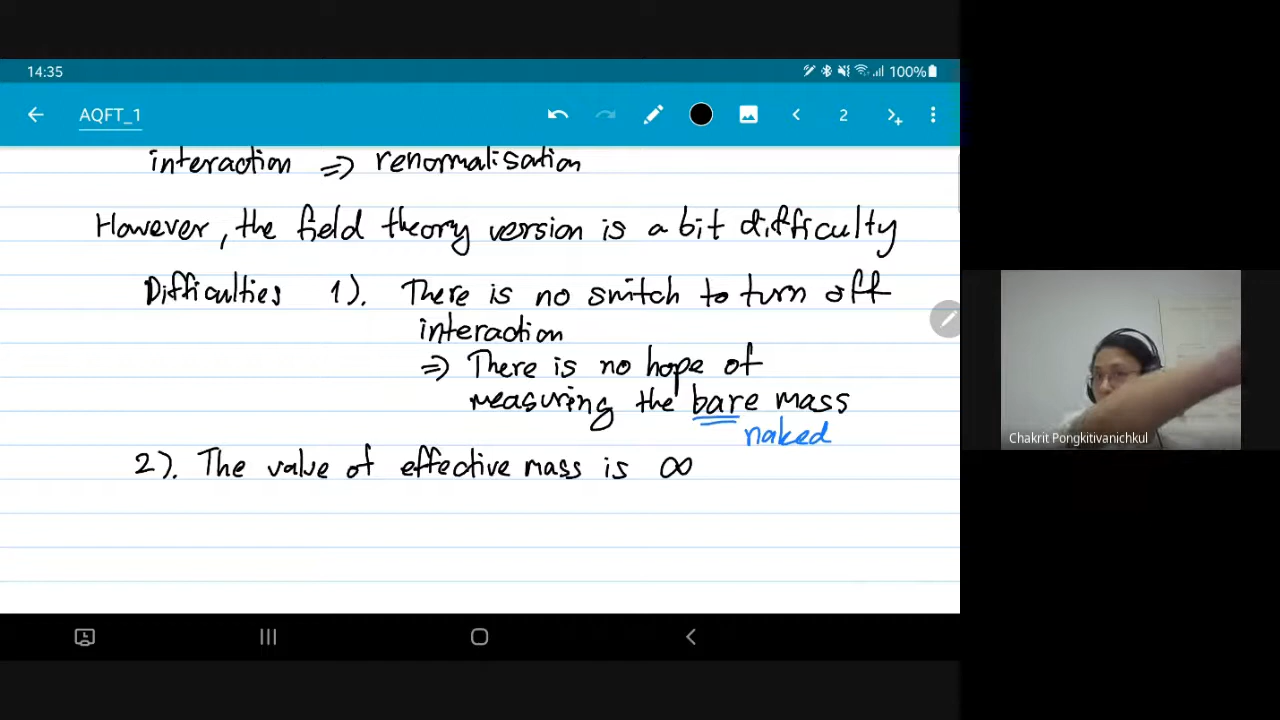 14:35
100%
AQFT_1
2
interaction => renormalisation
However, the field theory version is a bit difficulty
Difficulties 1). There is no switch to turn off
interaction
=> There is no hope of
measuring the bare mass
naked
2). The value of effective mass is ∞
Chakrit Pongkitivanichkul